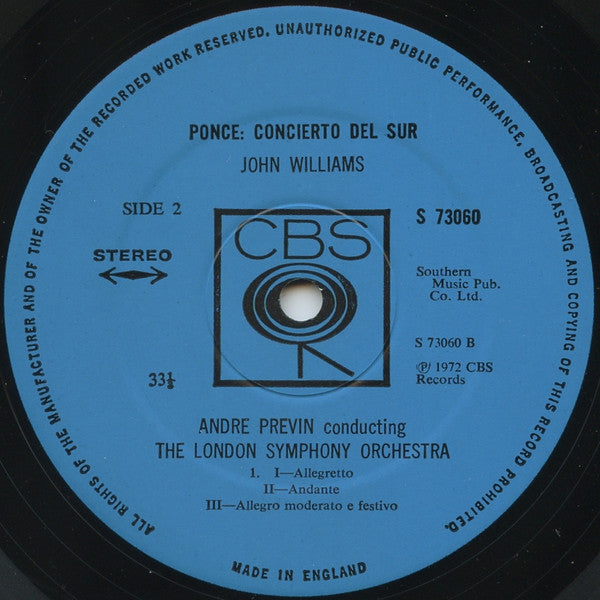 ALL RIGHTS OF THE MANUFACTURER AND OF THE OWNER OF THE RECORDED WORK RESERVED. UNAUTHORIZED PUBLIC PERFORMANCE, BROADCASTING AND COPYING OF THIS RECORD PROHIBITED.
PONCE: CONCIERTO DEL SUR
JOHN WILLIAMS
SIDE 2
S 73060
CBS
STEREO
Southern
Music Pub.
Co. Ltd.
S 73060 B
33⅓
℗ 1972 CBS
Records
ANDRE PREVIN conducting
THE LONDON SYMPHONY ORCHESTRA
1. I—Allegretto
II—Andante
III—Allegro moderato e festivo
MADE IN ENGLAND